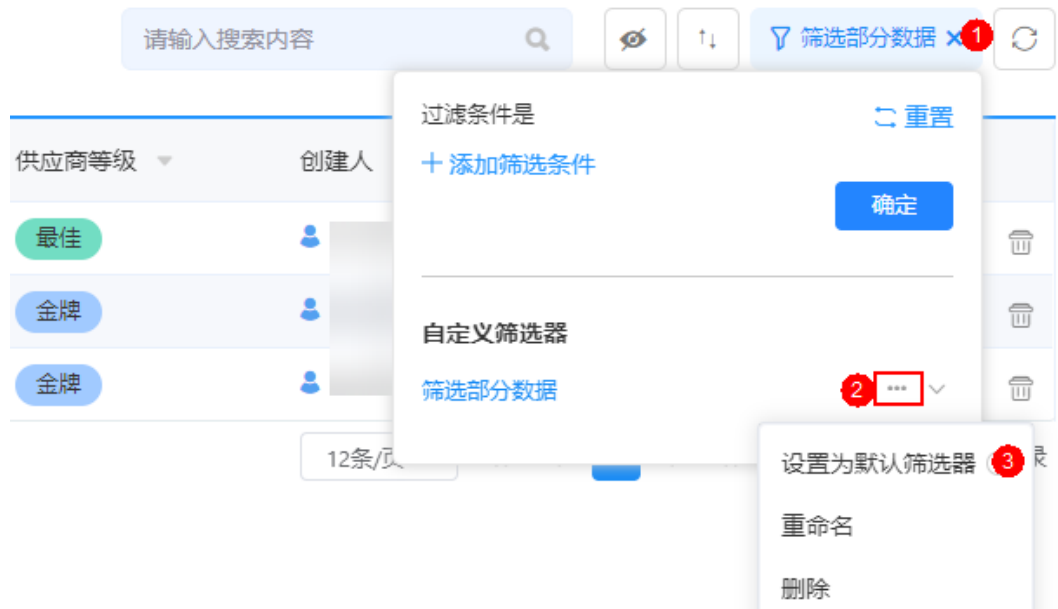 请输入搜索内容
筛选部分数据
1
过滤条件是
重置
添加筛选条件
确定
供应商等级
创建人
最佳
金牌
金牌
自定义筛选器
筛选部分数据
2
12条/页
设置为默认筛选器
3
录
重命名
删除